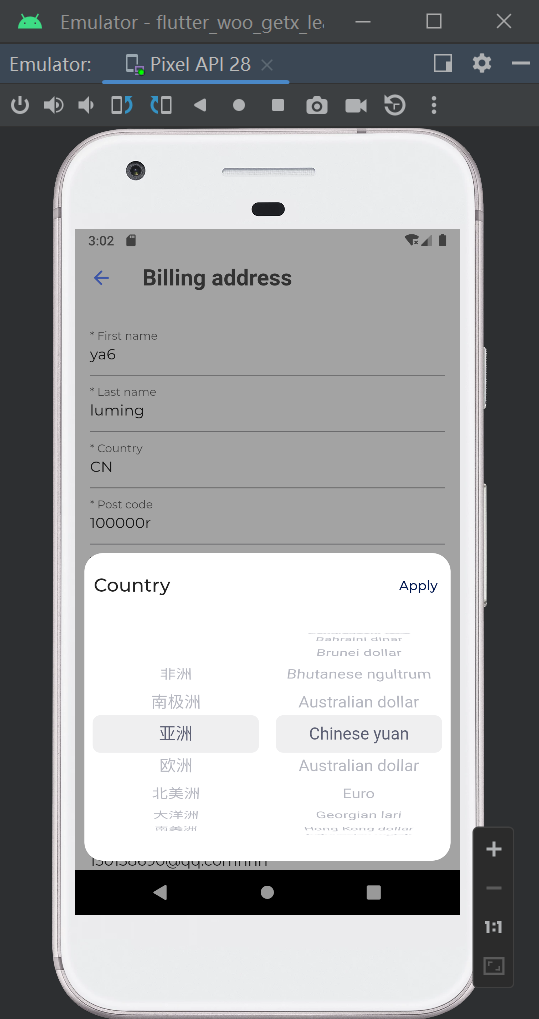 Emulator - flutter_woo_getx_le
Emulator:
Pixel API 28
3:02
Billing address
* First name
ya6
* Last name
luming
* Country
CN
* Post code
100000r
Country
Apply
非洲
南极洲
亚洲
欧洲
北美洲
大洋洲
南美洲
Bahraini dinar
Brunei dollar
Bhutanese ngultrum
Australian dollar
Chinese yuan
Australian dollar
Euro
Georgian lari
Hong Kong dollar
1:1